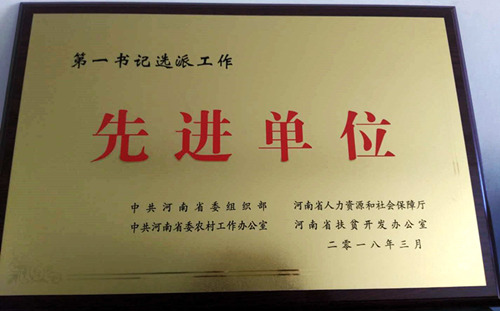 第一书记选派工作
先进单位
中共河南省委组织部 河南省人力资源和社会保障厅
中共河南省委农村工作办公室 河南省扶贫开发办公室
二零一八年三月